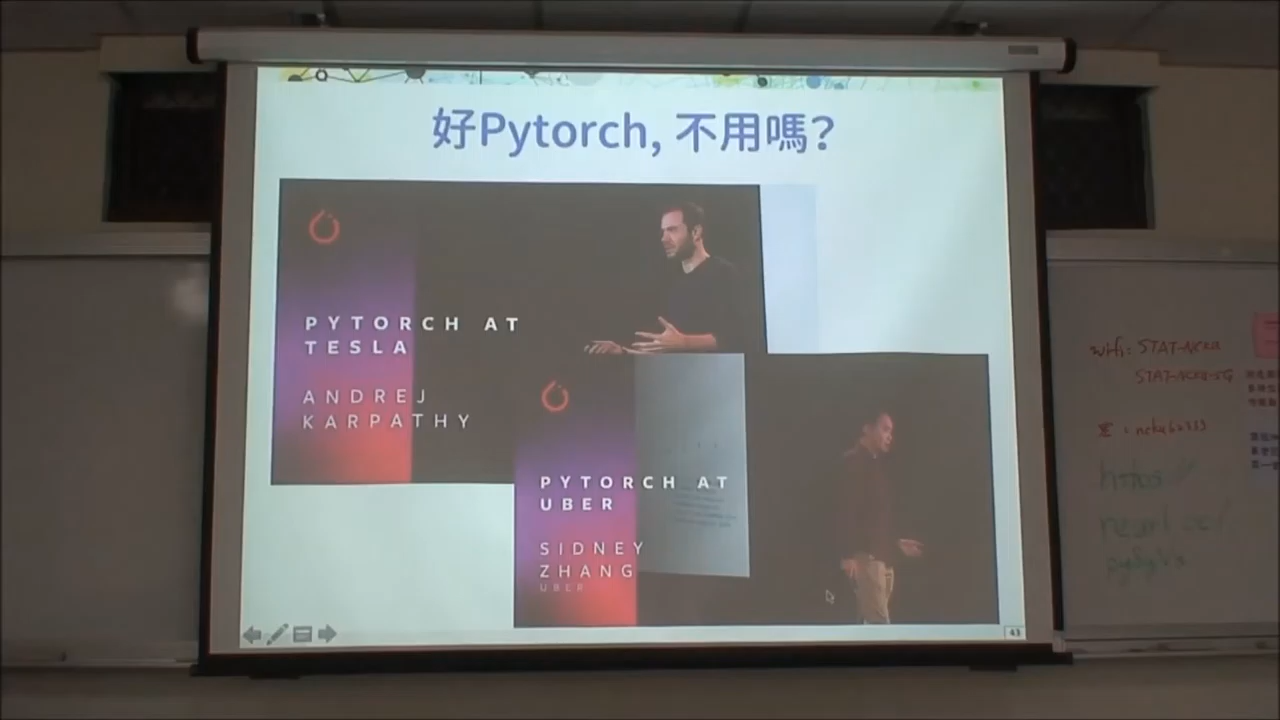 好Pytorch, 不用嗎?
PYTORCH AT
TESLA
ANDREJ
KARPATHY
PYTORCH AT
UBER
SIDNEY
ZHANG
UBER
43
wifi: STAT-NCKU
STAT-NCKU-5G